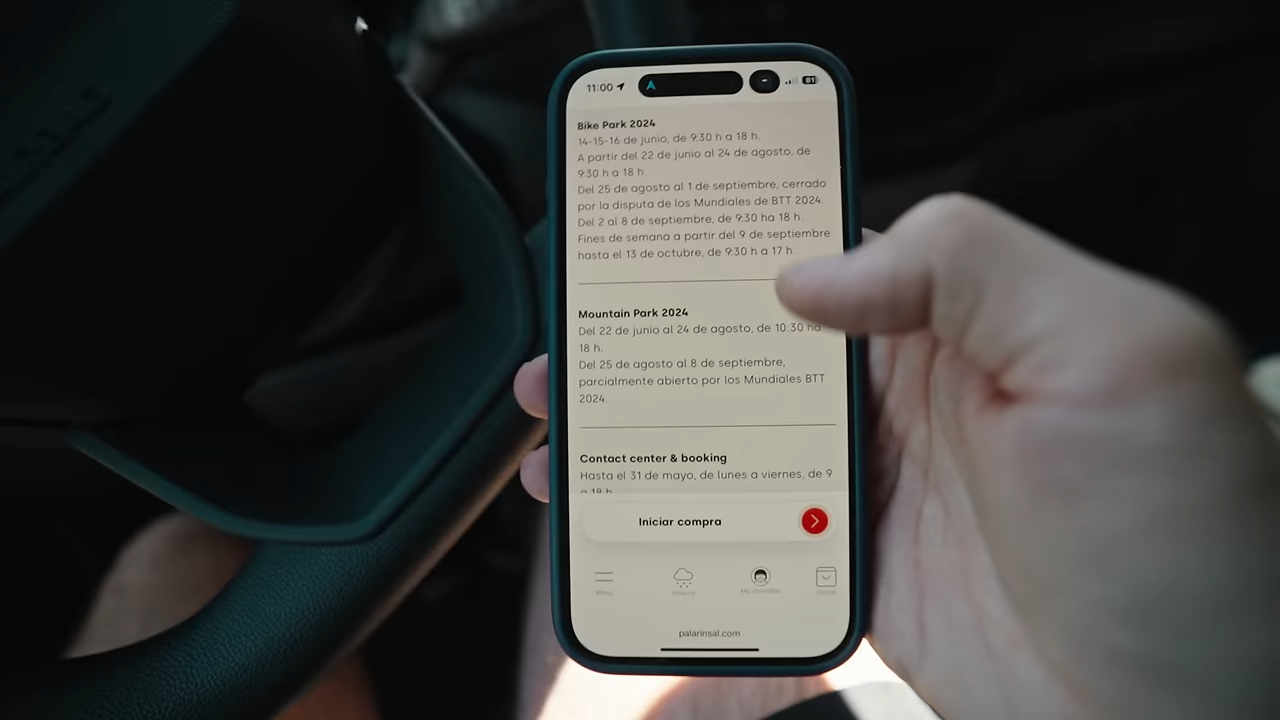 11:00
81
Bike Park 2024
14-15-16 de junio, de 9:30 h a 18 h.
A partir del 22 de junio al 24 de agosto, de
9:30 h a 18 h
Del 25 de agosto al 1 de septiembre, cerrado
por la disputa de los Mundiales de BTT 2024.
Del 2 al 8 de septiembre, de 9:30 ha 18 h.
Fines de semana a partir del 9 de septiembre
hasta el 13 de octubre, de 9:30 h a 17 h.
Mountain Park 2024
Del 22 de junio al 24 de agosto, de 10:30 ha
18 h.
Del 25 de agosto al 8 de septiembre,
parcialmente abierto por los Mundiales BTT
2024.
Contact center & booking
Hasta el 31 de mayo, de lunes a viernes, de 9
a 18 h
Iniciar compra
Menú
palarinsal.com